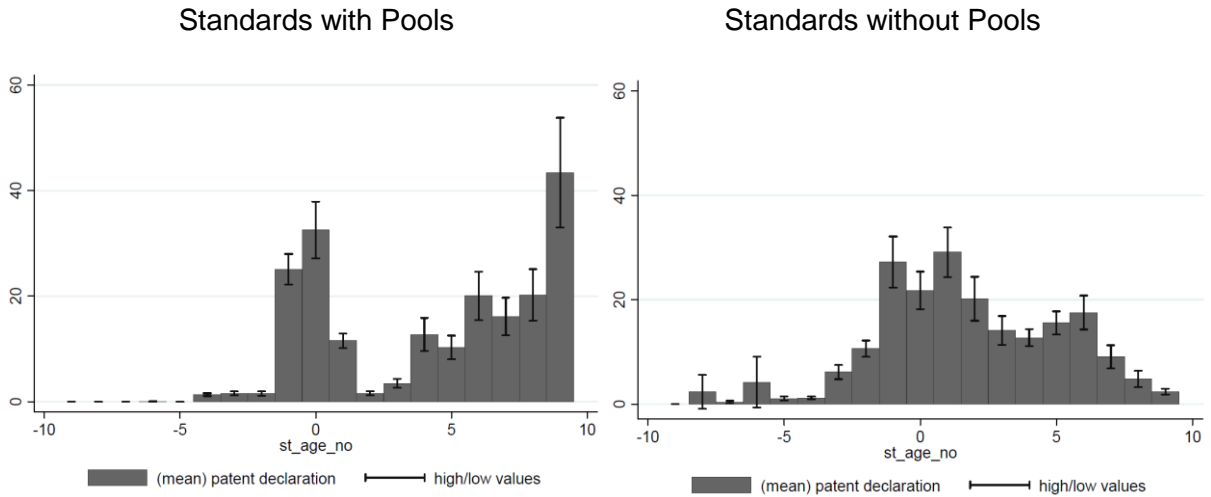 Standards with Pools
60
40
20
0
-10 -5 0 5 10
st_age_no
(mean) patent declaration high/low values
Standards without Pools
60
40
20
0
-10 -5 0 5 10
st_age_no
(mean) patent declaration high/low values